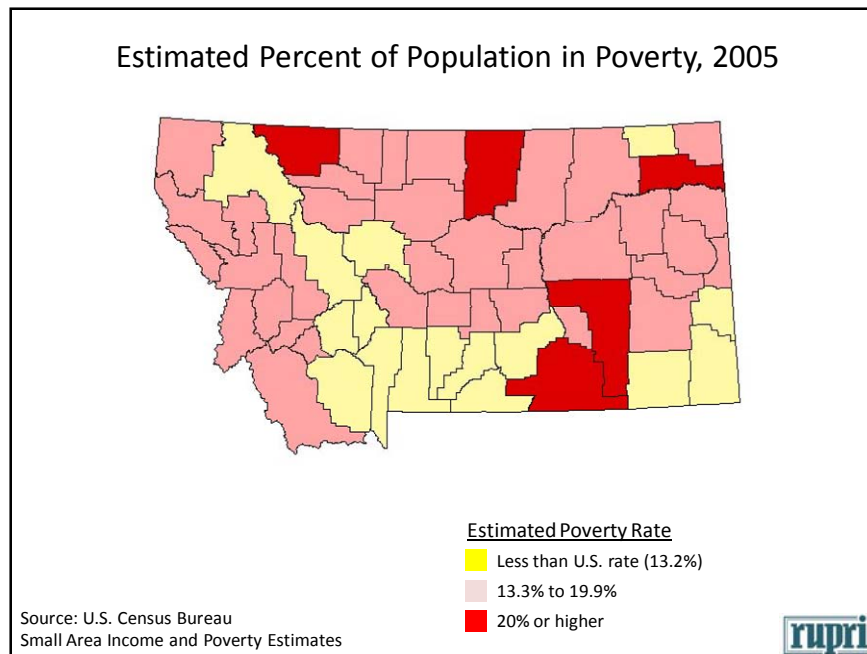 Estimated Percent of Population in Poverty, 2005
Estimated Poverty Rate
Less than U.S. rate (13.2%)
13.3% to 19.9%
20% or higher
Source: U.S. Census Bureau
Small Area Income and Poverty Estimates
rupri